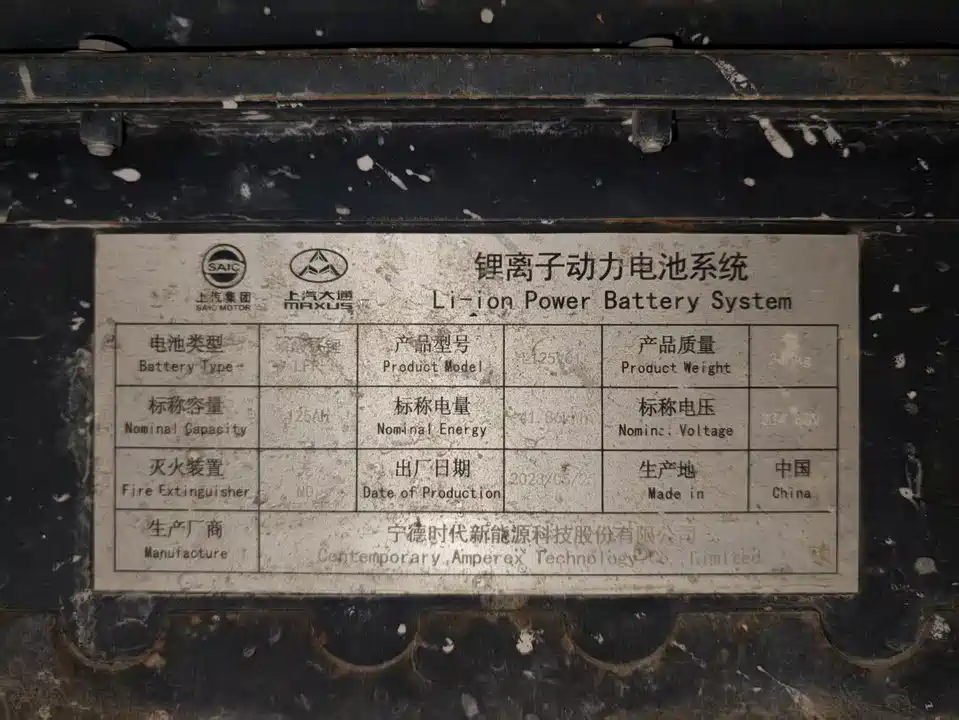 SAIC
上汽集团
SAIC MOTOR
上汽大通
MAXUS
锂离子动力电池系统
Li-ion Power Battery System
电池类型
Battery Type
LFP
产品型号
Product Model
产品质量
Product Weight
标称容量
Nominal Capacity
125AH
标称电量
Nominal Energy
标称电压
Voltage
灭火装置
Fire Extinguisher
NO
出厂日期
Date of Production
生产地
Made in
中国
China
生产厂商
Manufacture
宁德时代新能源科技股份有限公司
Contemporary Amperex Technology Co.,Limited